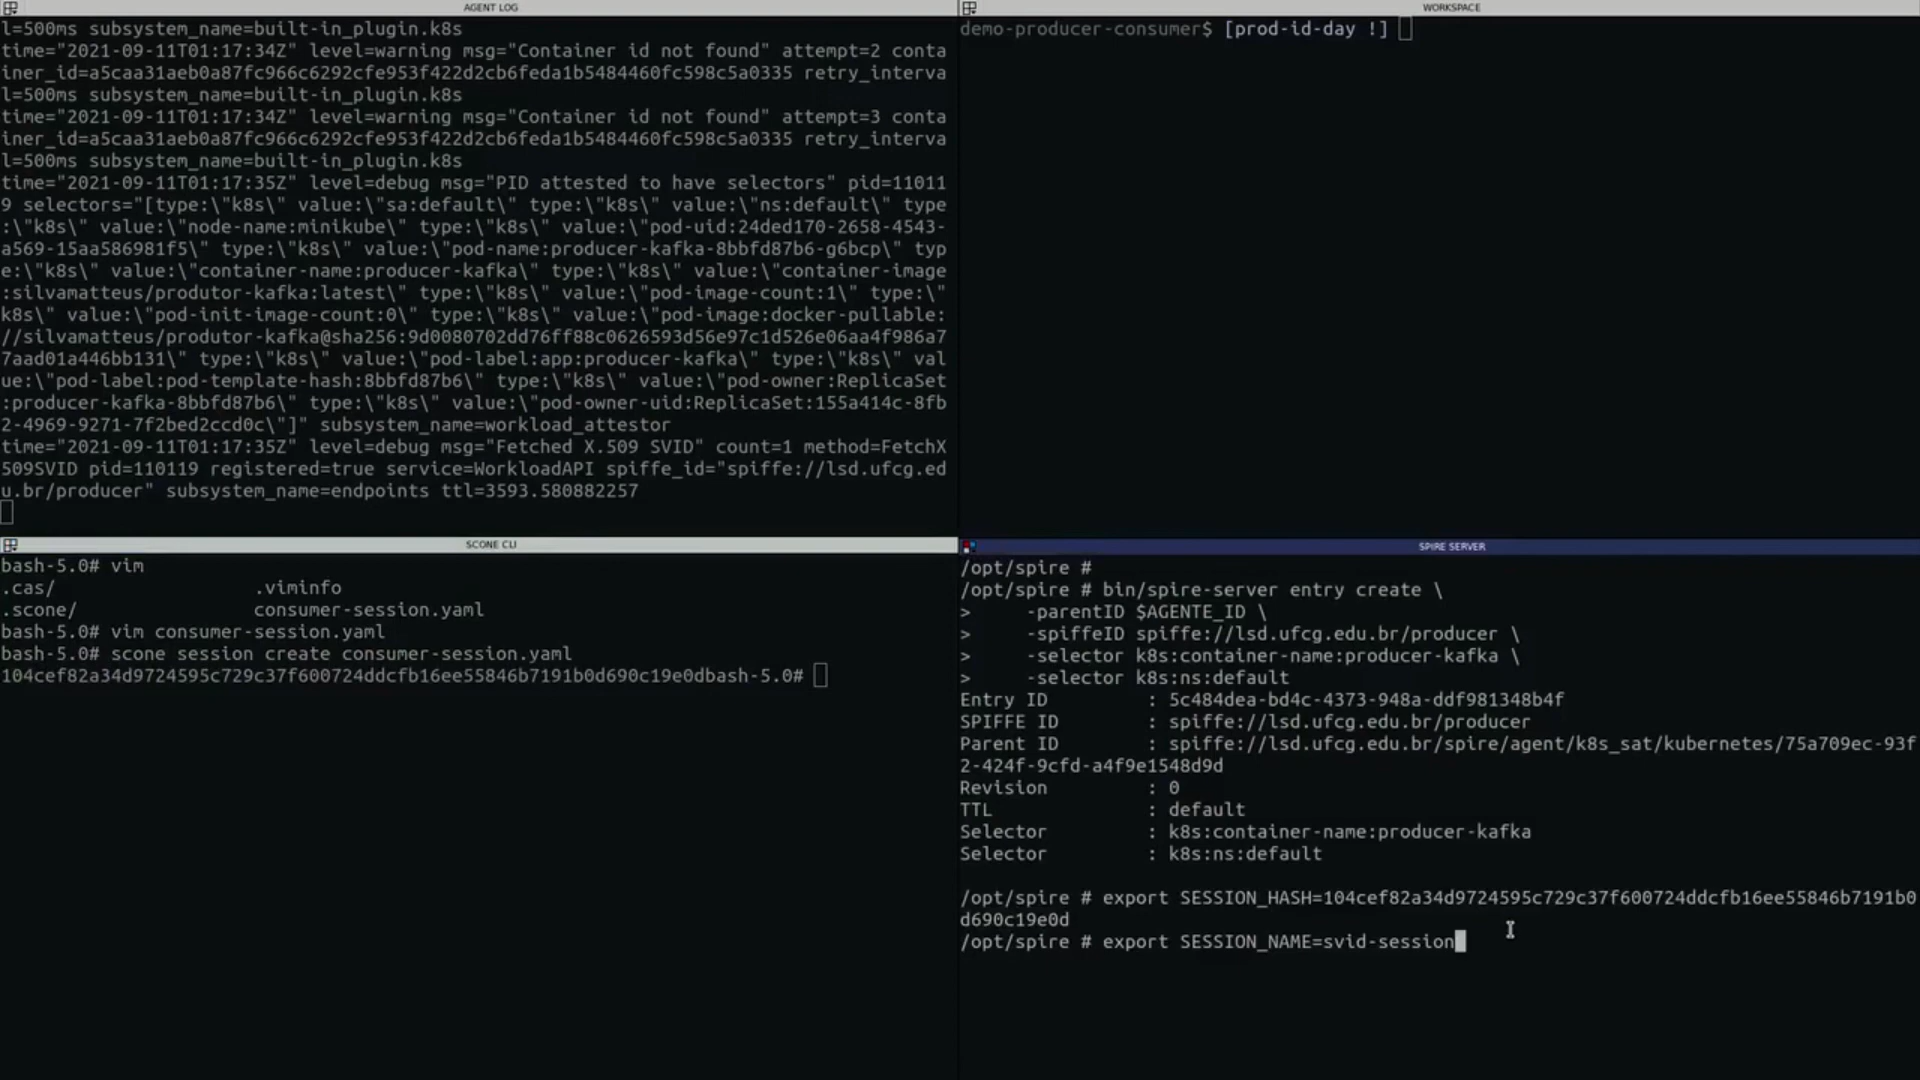 AGENT LOG
l=500ms subsystem_name=built-in_plugin.k8s
time="2021-09-11T01:17:34Z" level=warning msg="Container id not found" attempt=2 conta
iner_id=a5caa31aeb0a87fc966c6292cfe953f422d2cb6feda1b5484460fc598c5a0335 retry_interva
l=500ms subsystem_name=built-in_plugin.k8s
time="2021-09-11T01:17:34Z" level=warning msg="Container id not found" attempt=3 conta
iner_id=a5caa31aeb0a87fc966c6292cfe953f422d2cb6feda1b5484460fc598c5a0335 retry_interva
l=500ms subsystem_name=built-in_plugin.k8s
time="2021-09-11T01:17:35Z" level=debug msg="PID attested to have selectors" pid=11011
9 selectors="[type:\"k8s\" value:\"sa:default\" type:\"k8s\" value:\"ns:default\" type
:\"k8s\" value:\"node-name:minikube\" type:\"k8s\" value:\"pod-uid:24ded170-2658-4543-
a569-15aa586981f5\" type:\"k8s\" value:\"pod-name:producer-kafka-8bbfd87b6-g6bcp\" typ
e:\"k8s\" value:\"container-name:producer-kafka\" type:\"k8s\" value:\"container-image
:silvamatteus/produtor-kafka:latest\" type:\"k8s\" value:\"pod-image-count:1\" type:\"
k8s\" value:\"pod-init-image-count:0\" type:\"k8s\" value:\"pod-image:docker-pullable:
//silvamatteus/produtor-kafka@sha256:9d0080702dd76ff88c0626593d56e97c1d526e06aa4f986a7
7aad01a446bb131\" type:\"k8s\" value:\"pod-label:app:producer-kafka\" type:\"k8s\" val
ue:\"pod-label:pod-template-hash:8bbfd87b6\" type:\"k8s\" value:\"pod-owner:ReplicaSet
:producer-kafka-8bbfd87b6\" type:\"k8s\" value:\"pod-owner-uid:ReplicaSet:155a414c-8fb
2-4969-9271-7f2bed2ccd0c\"]" subsystem_name=workload_attestor
time="2021-09-11T01:17:35Z" level=debug msg="Fetched X.509 SVID" count=1 method=FetchX
509SVID pid=110119 registered=true service=WorkloadAPI spiffe_id="spiffe://lsd.ufcg.ed
u.br/producer" subsystem_name=endpoints ttl=3593.580882257
WORKSPACE
demo-producer-consumer$ [prod-id-day !]
SCONE CLI
bash-5.0# vim
.cas/ .viminfo
.scone/ consumer-session.yaml
bash-5.0# vim consumer-session.yaml
bash-5.0# scone session create consumer-session.yaml
104cef82a34d9724595c729c37f600724ddcfb16ee55846b7191b0d690c19e0dbash-5.0#
SPIRE SERVER
/opt/spire #
/opt/spire # bin/spire-server entry create \
> -parentID $AGENTE_ID \
> -spiffeID spiffe://lsd.ufcg.edu.br/producer \
> -selector k8s:container-name:producer-kafka \
> -selector k8s:ns:default
Entry ID : 5c484dea-bd4c-4373-948a-ddf981348b4f
SPIFFE ID : spiffe://lsd.ufcg.edu.br/producer
Parent ID : spiffe://lsd.ufcg.edu.br/spire/agent/k8s_sat/kubernetes/75a709ec-93f
2-424f-9cfd-a4f9e1548d9d
Revision : 0
TTL : default
Selector : k8s:container-name:producer-kafka
Selector : k8s:ns:default
/opt/spire # export SESSION_HASH=104cef82a34d9724595c729c37f600724ddcfb16ee55846b7191b0
d690c19e0d
/opt/spire # export SESSION_NAME=svid-session